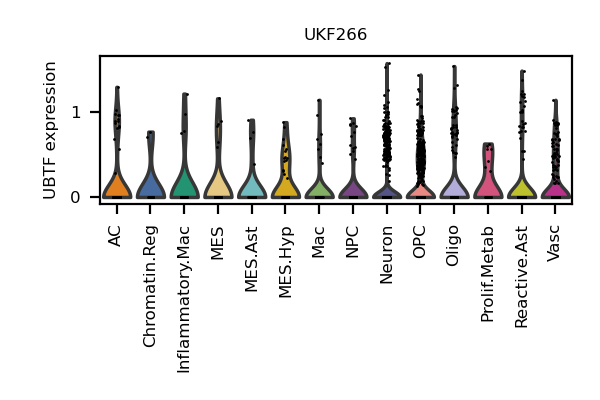 UKF266
UBTF expression
1
0
AC
Chromatin.Reg
Inflammatory.Mac
MES
MES.Ast
MES.Hyp
Mac
NPC
Neuron
OPC
Oligo
Prolif.Metab
Reactive.Ast
Vasc